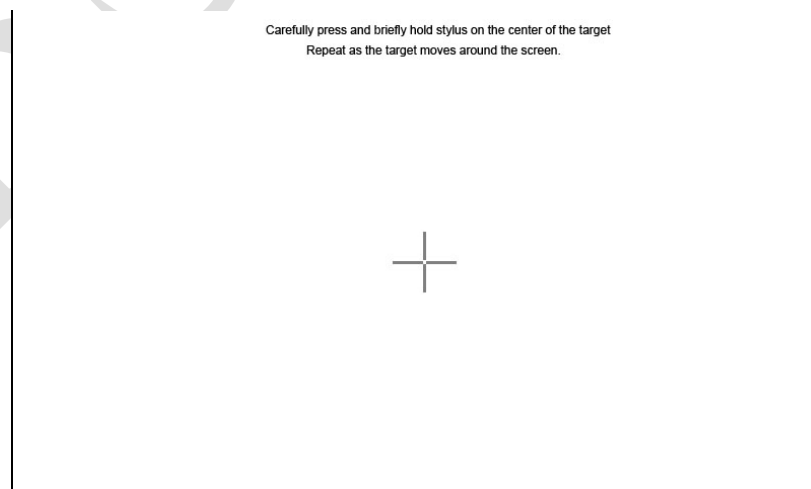 Carefully press and briefly hold stylus on the center of the target
Repeat as the target moves around the screen.